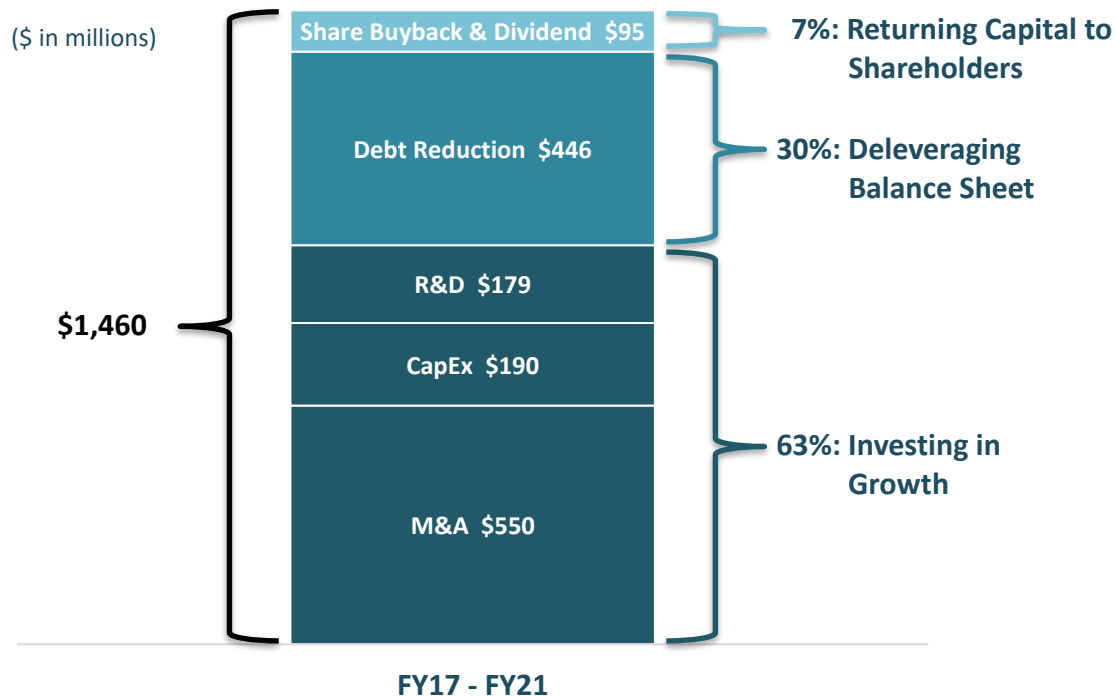 ($ in millions)
Share Buyback & Dividend $95
7%: Returning Capital to
Shareholders
Debt Reduction $446
30%: Deleveraging
Balance Sheet
R&D $179
$1,460
CapEx $190
63%: Investing in
Growth
M&A $550
FY17 - FY21